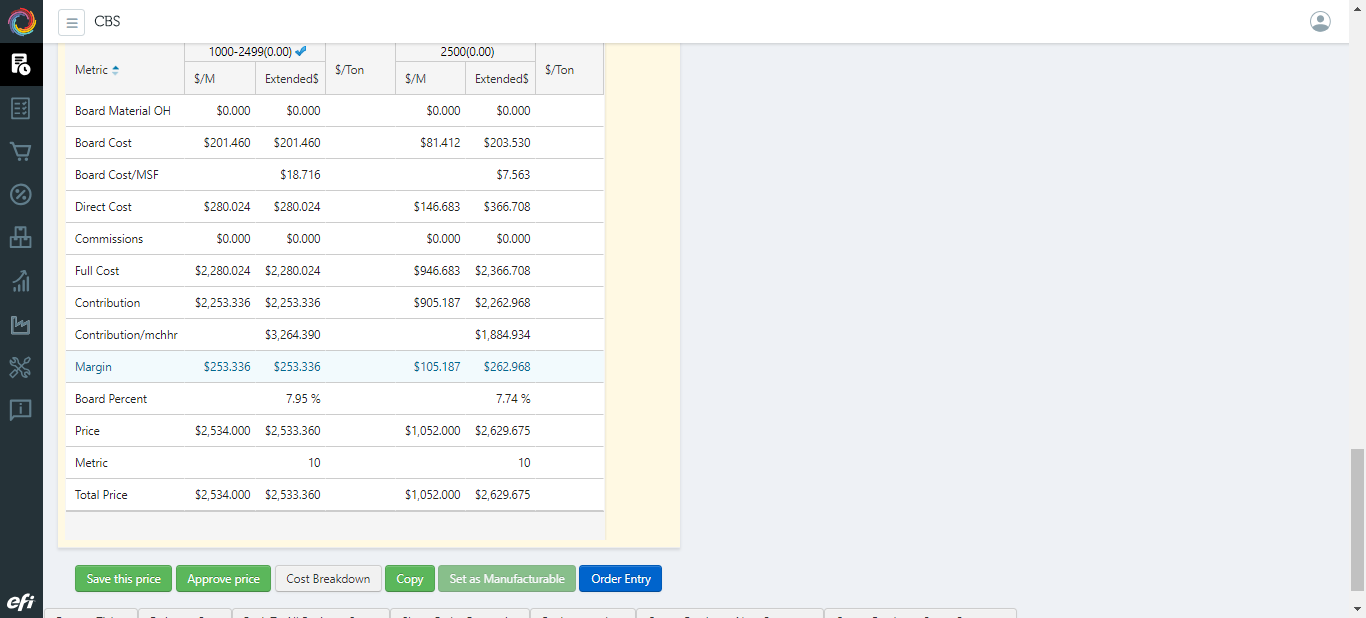 CBS
1000-2499(0.00) 2500(0.00)
Metric $/M Extended$ $/Ton $/M Extended$ $/Ton
Board Material OH $0.000 $0.000 $0.000 $0.000
Board Cost $201.460 $201.460 $81.412 $203.530
Board Cost/MSF $18.716 $7.563
Direct Cost $280.024 $280.024 $146.683 $366.708
Commissions $0.000 $0.000 $0.000 $0.000
Full Cost $2,280.024 $2,280.024 $946.683 $2,366.708
Contribution $2,253.336 $2,253.336 $905.187 $2,262.968
Contribution/mchhr $3,264.390 $1,884.934
Margin $253.336 $253.336 $105.187 $262.968
Board Percent 7.95 % 7.74 %
Price $2,534.000 $2,533.360 $1,052.000 $2,629.675
Metric 10 10
Total Price $2,534.000 $2,533.360 $1,052.000 $2,629.675
Save this price Approve price Cost Breakdown Copy Set as Manufacturable Order Entry
efi